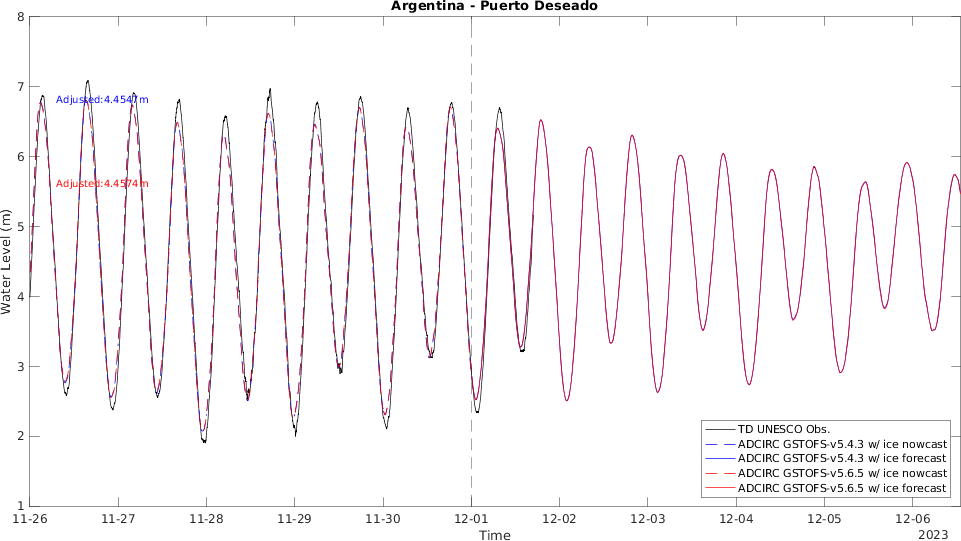 Argentina - Puerto Deseado
8
7
6
5
4
3
2
1
Water Level (m)
Adjusted:4.4547m
Adjusted:4.4574m
TD UNESCO Obs.
ADCIRC GSTOFS-v5.4.3 w/ ice nowcast
ADCIRC GSTOFS-v5.4.3 w/ ice forecast
ADCIRC GSTOFS-v5.6.5 w/ ice nowcast
ADCIRC GSTOFS-v5.6.5 w/ ice forecast
11-26 11-27 11-28 11-29 11-30 12-01 12-02 12-03 12-04 12-05 12-06
Time
2023